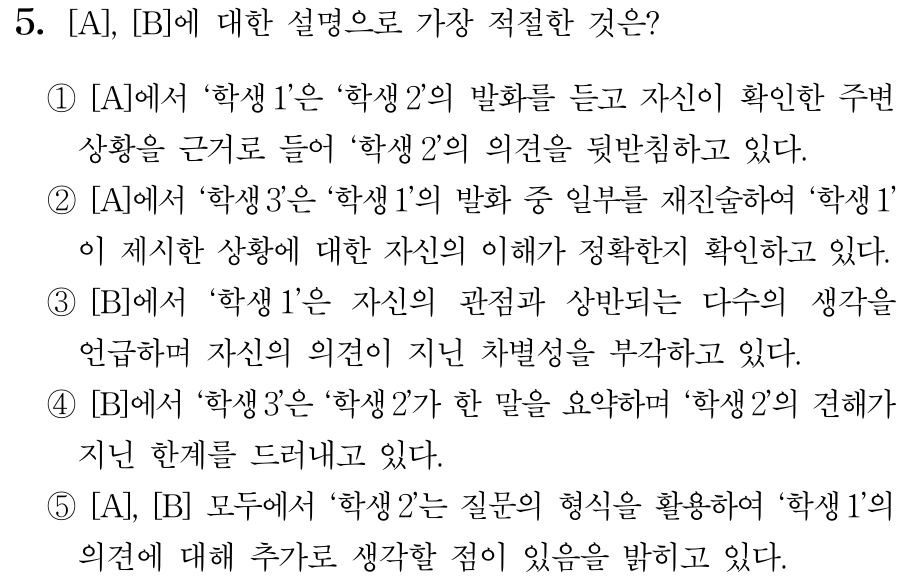 5. [A], [B]에 대한 설명으로 가장 적절한 것은?
① [A]에서 ‘학생 1’은 ‘학생 2’의 발화를 듣고 자신이 확인한 주변
상황을 근거로 들어 ‘학생 2’의 의견을 뒷받침하고 있다.
② [A]에서 ‘학생 3’은 ‘학생 1’의 발화 중 일부를 재진술하여 ‘학생 1’
이 제시한 상황에 대한 자신의 이해가 정확한지 확인하고 있다.
③ [B]에서 ‘학생 1’은 자신의 관점과 상반되는 다수의 생각을
언급하며 자신의 의견이 지닌 차별성을 부각하고 있다.
④ [B]에서 ‘학생 3’은 ‘학생 2’가 한 말을 요약하며 ‘학생 2’의 견해가
지닌 한계를 드러내고 있다.
⑤ [A], [B] 모두에서 ‘학생 2’는 질문의 형식을 활용하여 ‘학생 1’의
의견에 대해 추가로 생각할 점이 있음을 밝히고 있다.